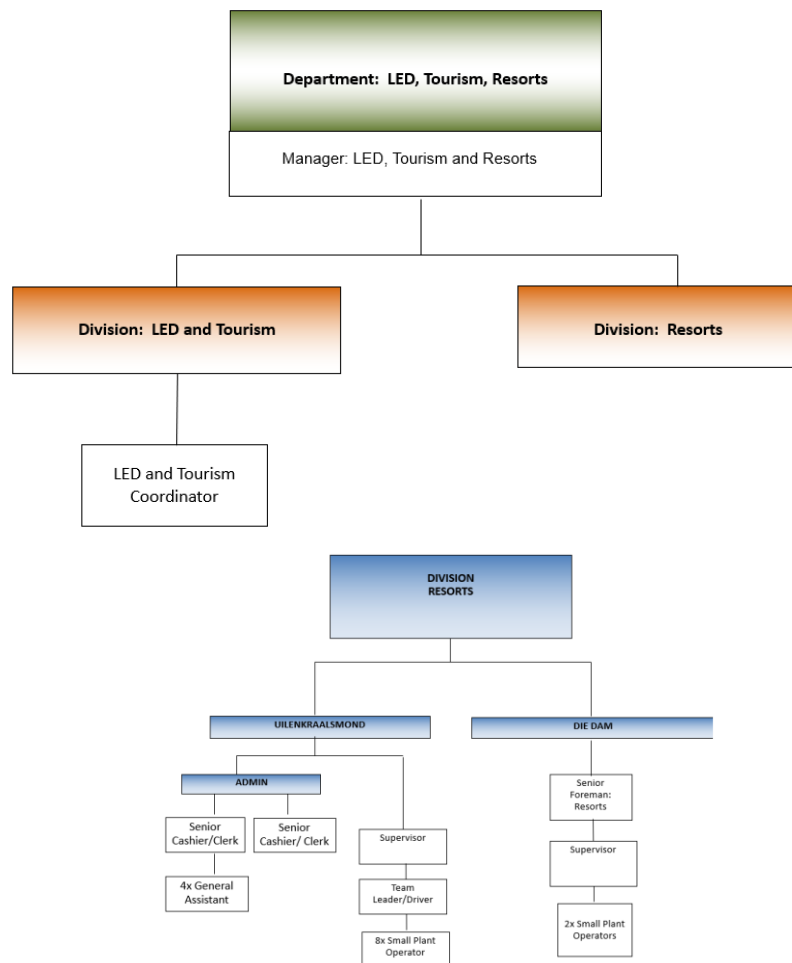 Department: LED, Tourism, Resorts
Manager: LED, Tourism and Resorts
Division: LED and Tourism
Division: Resorts
LED and Tourism
Coordinator
DIVISION
RESORTS
UILENKRAALSMOND
DIE DAM
ADMIN
Senior
Cashier/Clerk
Senior
Cashier/ Clerk
4x General
Assistant
Supervisor
Team
Leader/Driver
8x Small Plant
Operator
Senior
Foreman:
Resorts
Supervisor
2x Small Plant
Operators